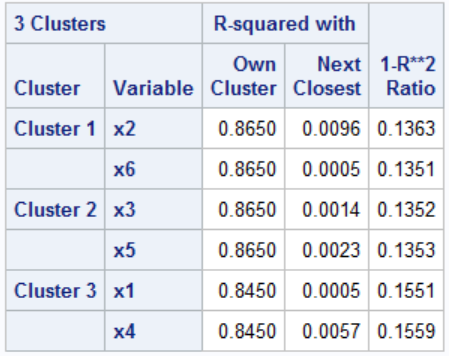 3 Clusters R-squared with
Cluster Variable Own Cluster Next Closest 1-R**2 Ratio
Cluster 1 x2 0.8650 0.0096 0.1363
x6 0.8650 0.0005 0.1351
Cluster 2 x3 0.8650 0.0014 0.1352
x5 0.8650 0.0023 0.1353
Cluster 3 x1 0.8450 0.0005 0.1551
x4 0.8450 0.0057 0.1559